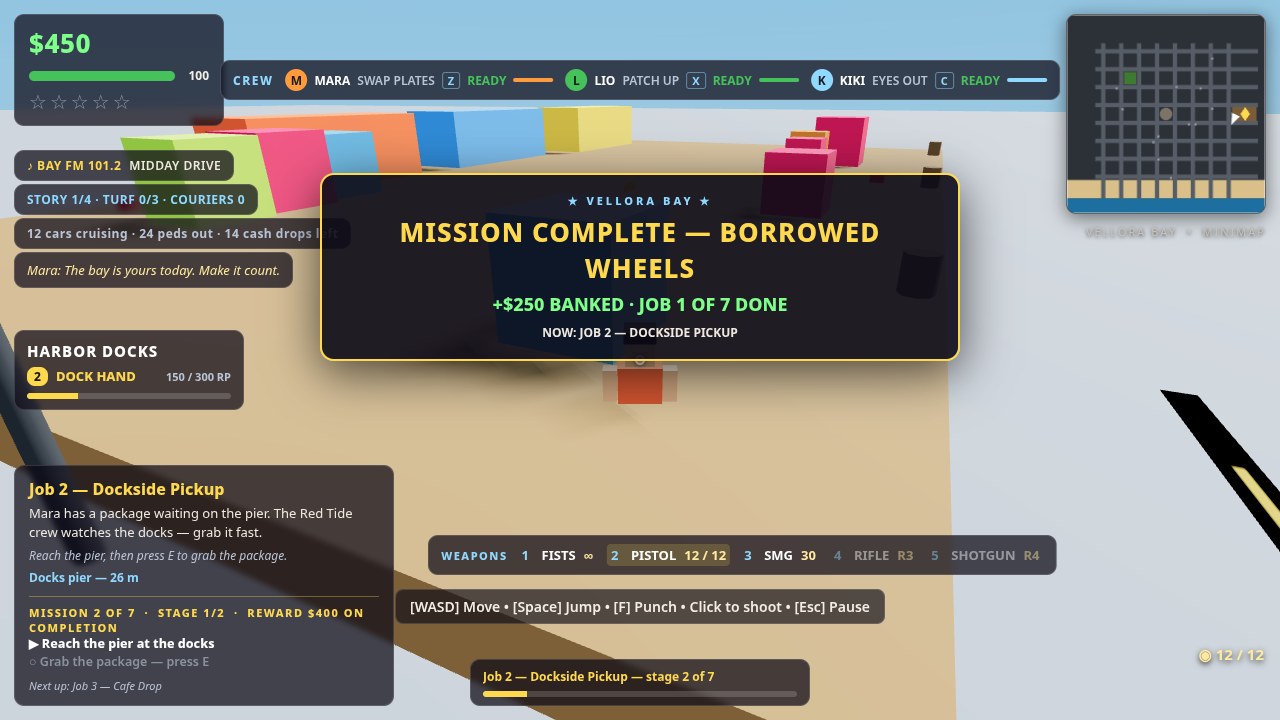 $450
100
☆☆☆☆☆
CREW M MARA SWAP PLATES Z READY L LIO PATCH UP X READY K KIKI EYES OUT C READY
♪ BAY FM 101.2 MIDDAY DRIVE
STORY 1/4 · TURF 0/3 · COURIERS 0
12 cars cruising · 24 peds out · 14 cash drops left
Mara: The bay is yours today. Make it count.
VELLORA BAY • MINIMAP
★ VELLORA BAY ★
MISSION COMPLETE — BORROWED
WHEELS
+$250 BANKED · JOB 1 OF 7 DONE
NOW: JOB 2 — DOCKSIDE PICKUP
HARBOR DOCKS
2 DOCK HAND 150 / 300 RP
Job 2 — Dockside Pickup
Mara has a package waiting on the pier. The Red Tide
crew watches the docks — grab it fast.
Reach the pier, then press E to grab the package.
Docks pier — 26 m
MISSION 2 OF 7 · STAGE 1/2 · REWARD $400 ON
COMPLETION
▶ Reach the pier at the docks
○ Grab the package — press E
Next up: Job 3 — Cafe Drop
WEAPONS 1 FISTS ∞ 2 PISTOL 12 / 12 3 SMG 30 4 RIFLE R3 5 SHOTGUN R4
[WASD] Move • [Space] Jump • [F] Punch • Click to shoot • [Esc] Pause
◉ 12 / 12
Job 2 — Dockside Pickup — stage 2 of 7